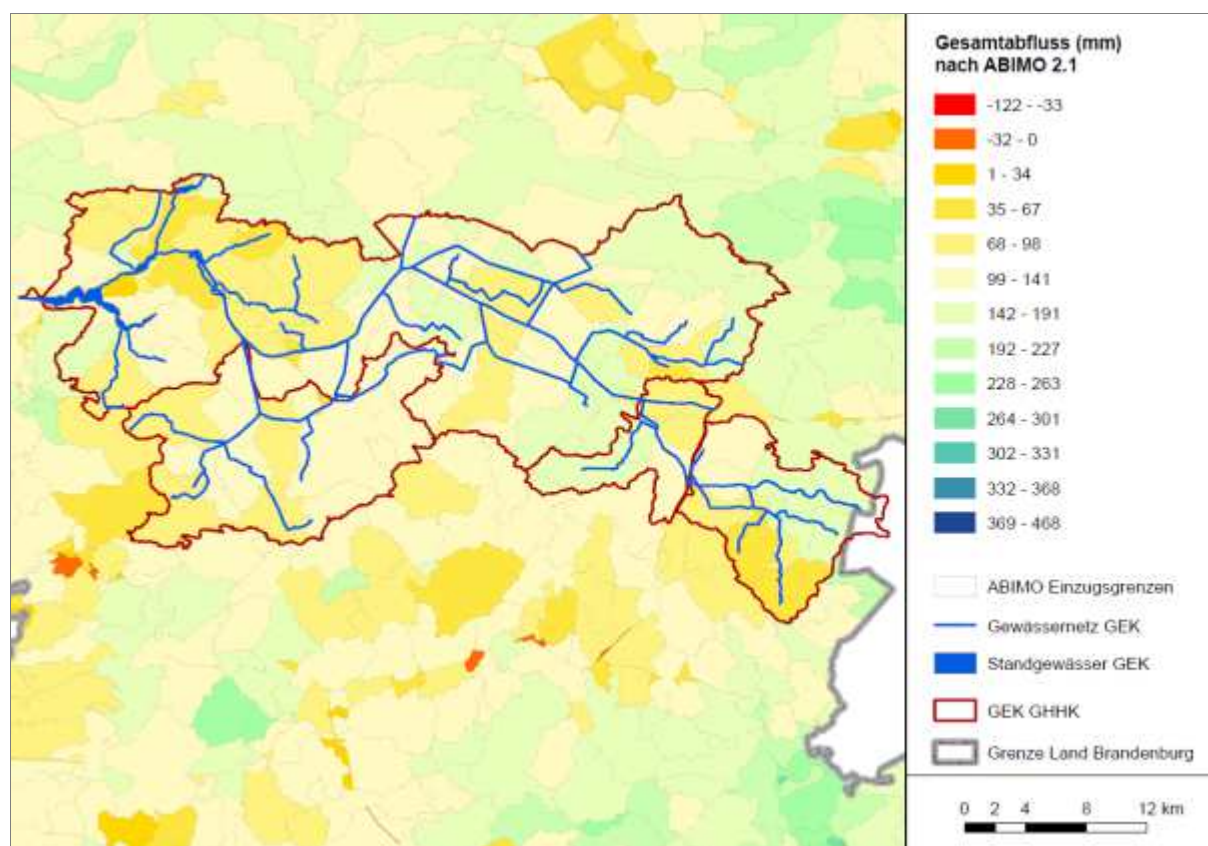 Gesamtabfluss (mm)
nach ABIMO 2.1
-122 - -33
-32 - 0
1 - 34
35 - 67
68 - 98
99 - 141
142 - 191
192 - 227
228 - 263
264 - 301
302 - 331
332 - 368
369 - 468
ABIMO Einzugsgrenzen
Gewässernetz GEK
Standgewässer GEK
GEK GHHK
Grenze Land Brandenburg
0 2 4 8 12 km